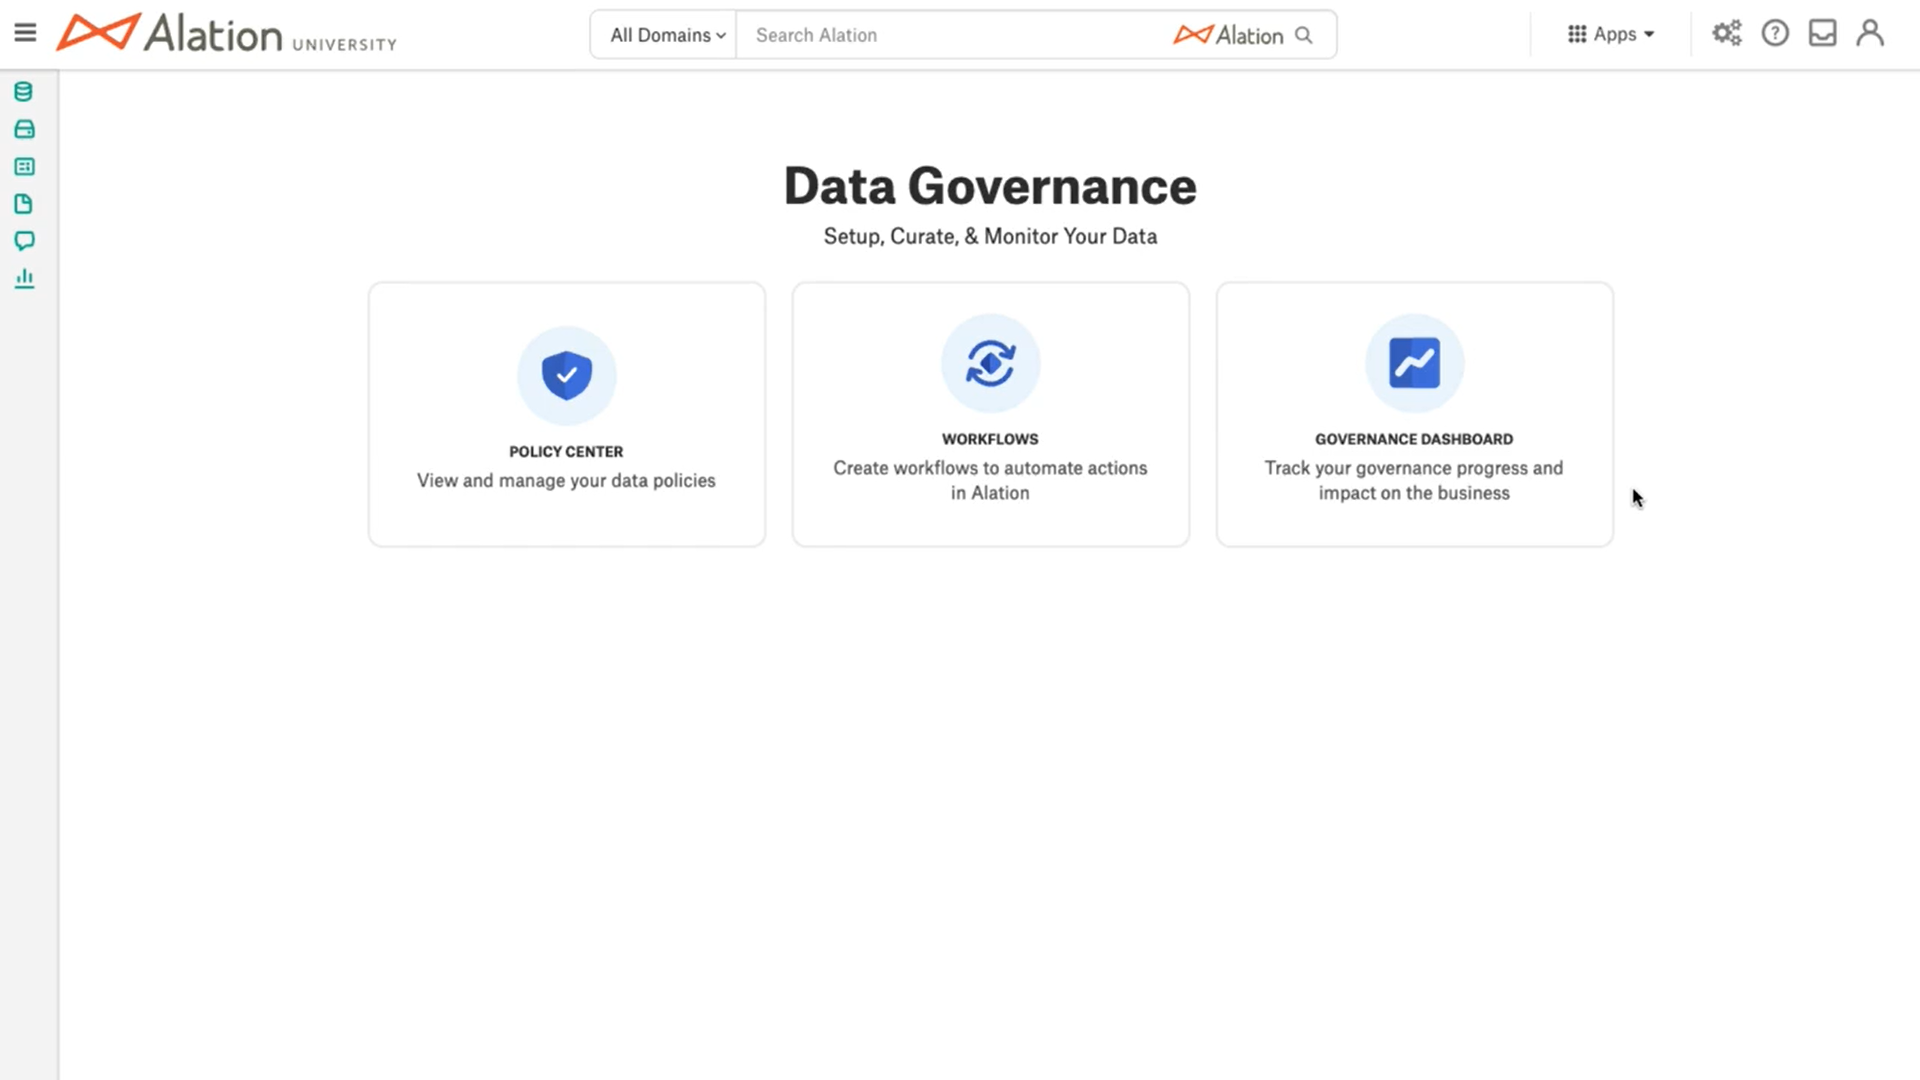 Alation UNIVERSITY
All Domains
Search Alation
Alation
Apps
Data Governance
Setup, Curate, & Monitor Your Data
POLICY CENTER
View and manage your data policies
WORKFLOWS
Create workflows to automate actions
in Alation
GOVERNANCE DASHBOARD
Track your governance progress and
impact on the business